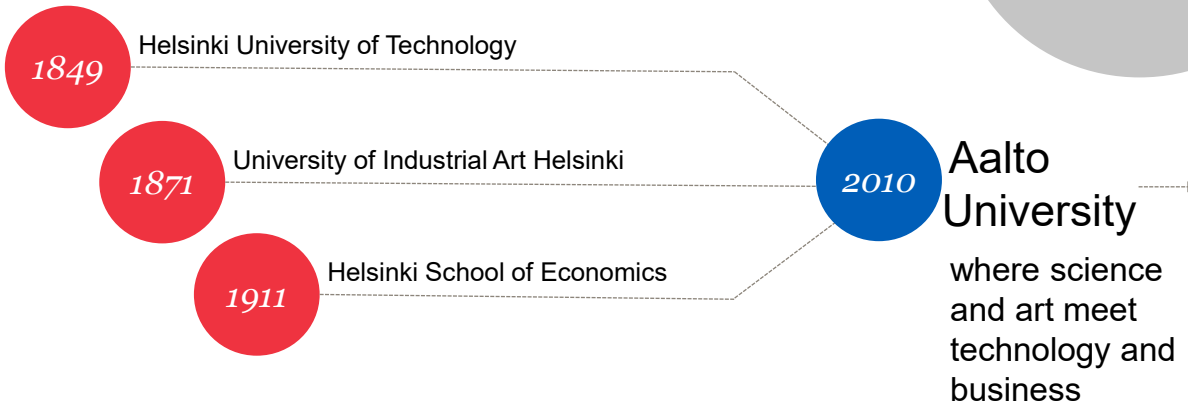 1849
Helsinki University of Technology
1871
University of Industrial Art Helsinki
1911
Helsinki School of Economics
2010
Aalto
University
where science
and art meet
technology and
business